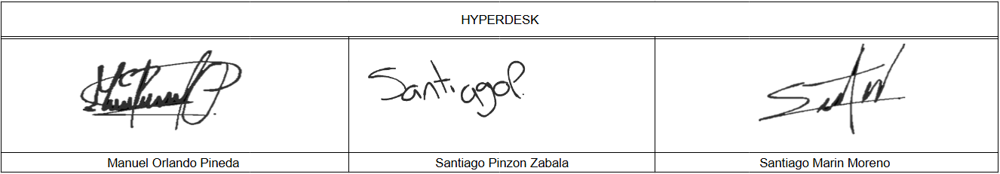 HYPERDESK
SantiagoP.
Manuel Orlando Pineda
Santiago Pinzon Zabala
Santiago Marin Moreno